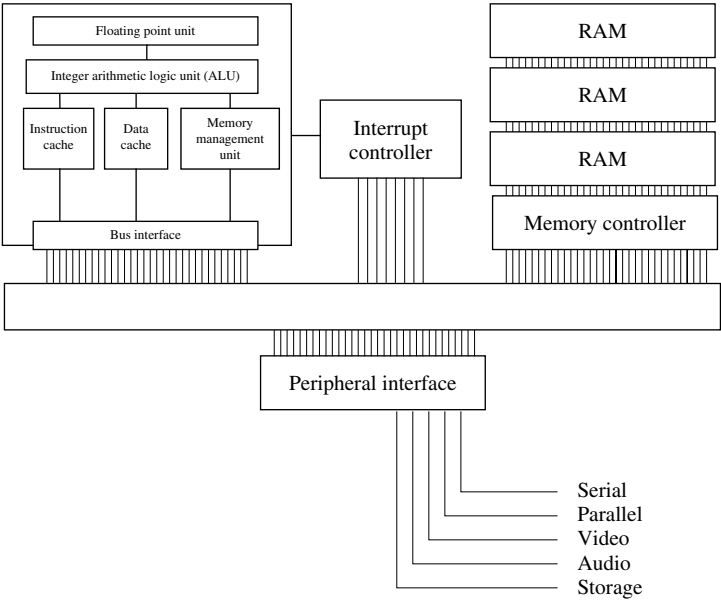 Floating point unit
Integer arithmetic logic unit (ALU)
Instruction
cache
Data
cache
Memory
management
unit
Bus interface
Interrupt
controller
RAM
RAM
RAM
Memory controller
Peripheral interface
Serial
Parallel
Video
Audio
Storage